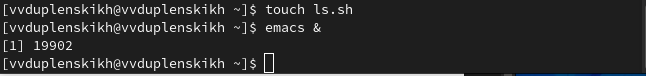 [vvduplenskikh@vvduplenskikh ~]$ touch ls.sh
[vvduplenskikh@vvduplenskikh ~]$ emacs &
[1] 19902
[vvduplenskikh@vvduplenskikh ~]$